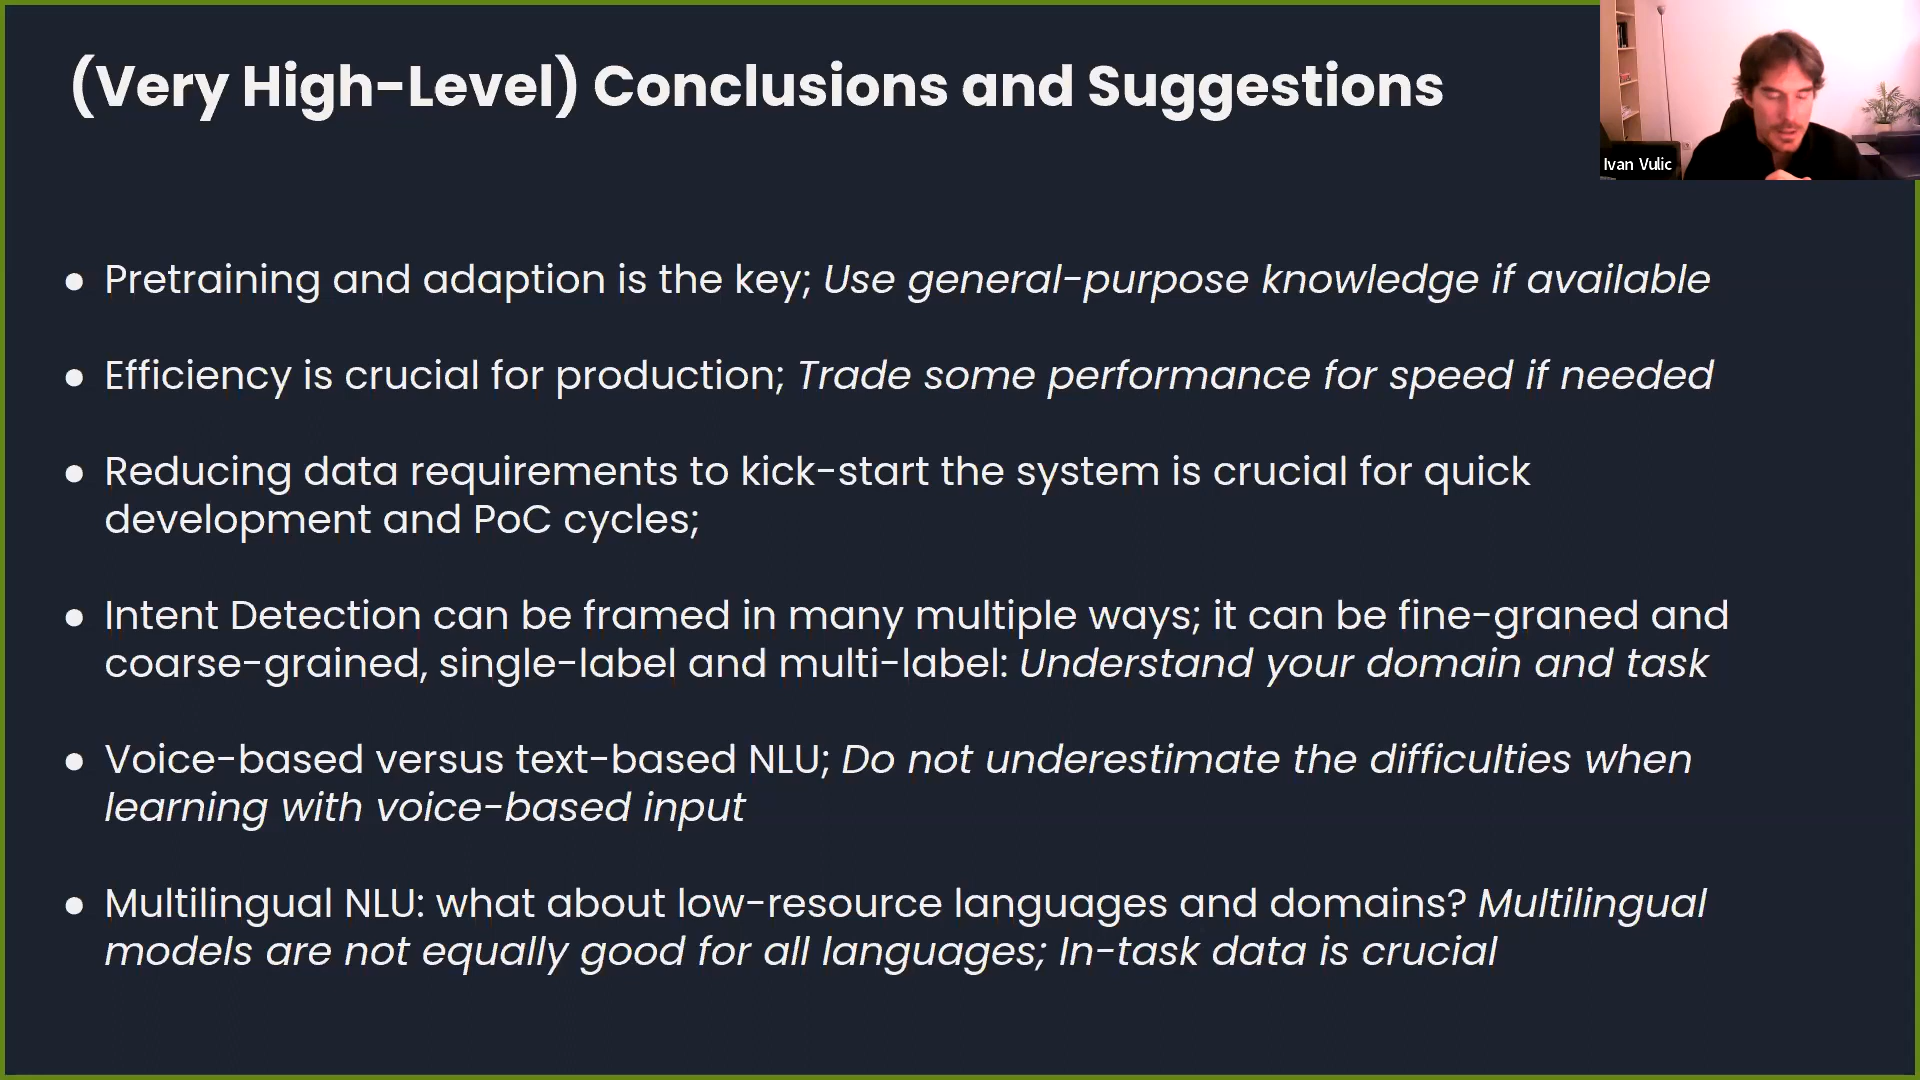 (Very High-Level) Conclusions and Suggestions
Ivan Vulic
● Pretraining and adaption is the key; Use general-purpose knowledge if available
● Efficiency is crucial for production; Trade some performance for speed if needed
● Reducing data requirements to kick-start the system is crucial for quick
development and PoC cycles;
● Intent Detection can be framed in many multiple ways; it can be fine-graned and
coarse-grained, single-label and multi-label: Understand your domain and task
● Voice-based versus text-based NLU; Do not underestimate the difficulties when
learning with voice-based input
● Multilingual NLU: what about low-resource languages and domains? Multilingual
models are not equally good for all languages; In-task data is crucial